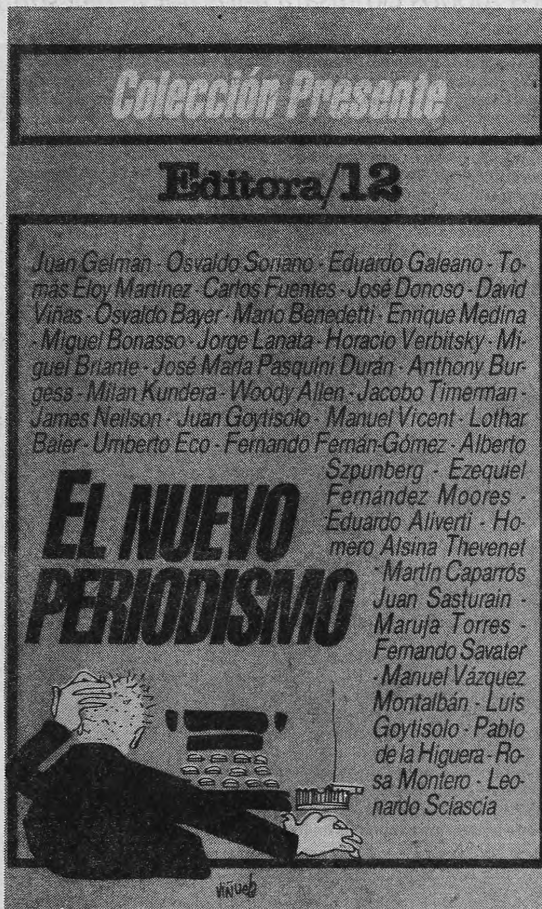 Colección Presente
Editora/12
Juan Gelman - Osvaldo Soriano - Eduardo Galeano - To-
más Eloy Martínez - Carlos Fuentes - José Donoso - David
Viñas - Osvaldo Bayer - Mario Benedetti - Enrique Medina
- Miguel Bonasso - Jorge Lanata - Horacio Verbitsky - Mi-
guel Briante - José María Pasquini Durán - Anthony Bur-
gess - Milan Kundera - Woody Allen - Jacobo Timerman -
James Neilson - Juan Goytisolo - Manuel Vicent - Lothar
Baier - Umberto Eco - Fernando Fernán-Gómez - Alberto
Szpunberg - Ezequiel
Fernández Moores -
Eduardo Aliverti - Ho-
mero Alsina Thevenet
- Martín Caparrós
Juan Sasturain -
Maruja Torres -
Fernando Savater
- Manuel Vázquez
Montalbán - Luis
Goytisolo - Pablo
de la Higuera - Ro-
sa Montero - Leo-
nardo Sciascia
EL NUEVO
PERIODISMO